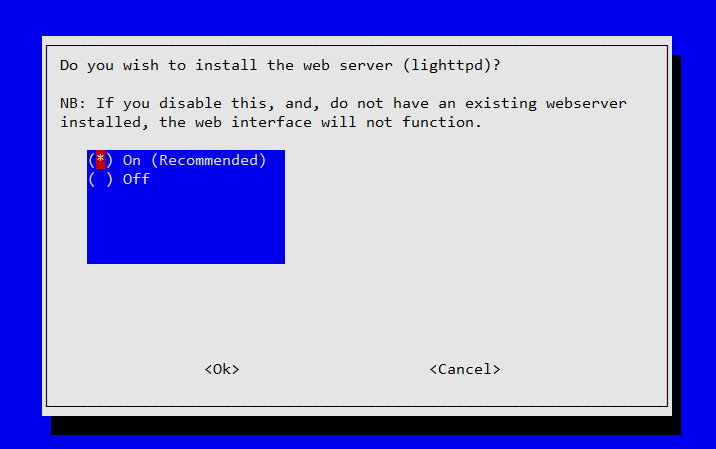 Do you wish to install the web server (lighttpd)?
NB: If you disable this, and, do not have an existing webserver
installed, the web interface will not function.
(*) On (Recommended)
( ) Off
<Ok> <Cancel>